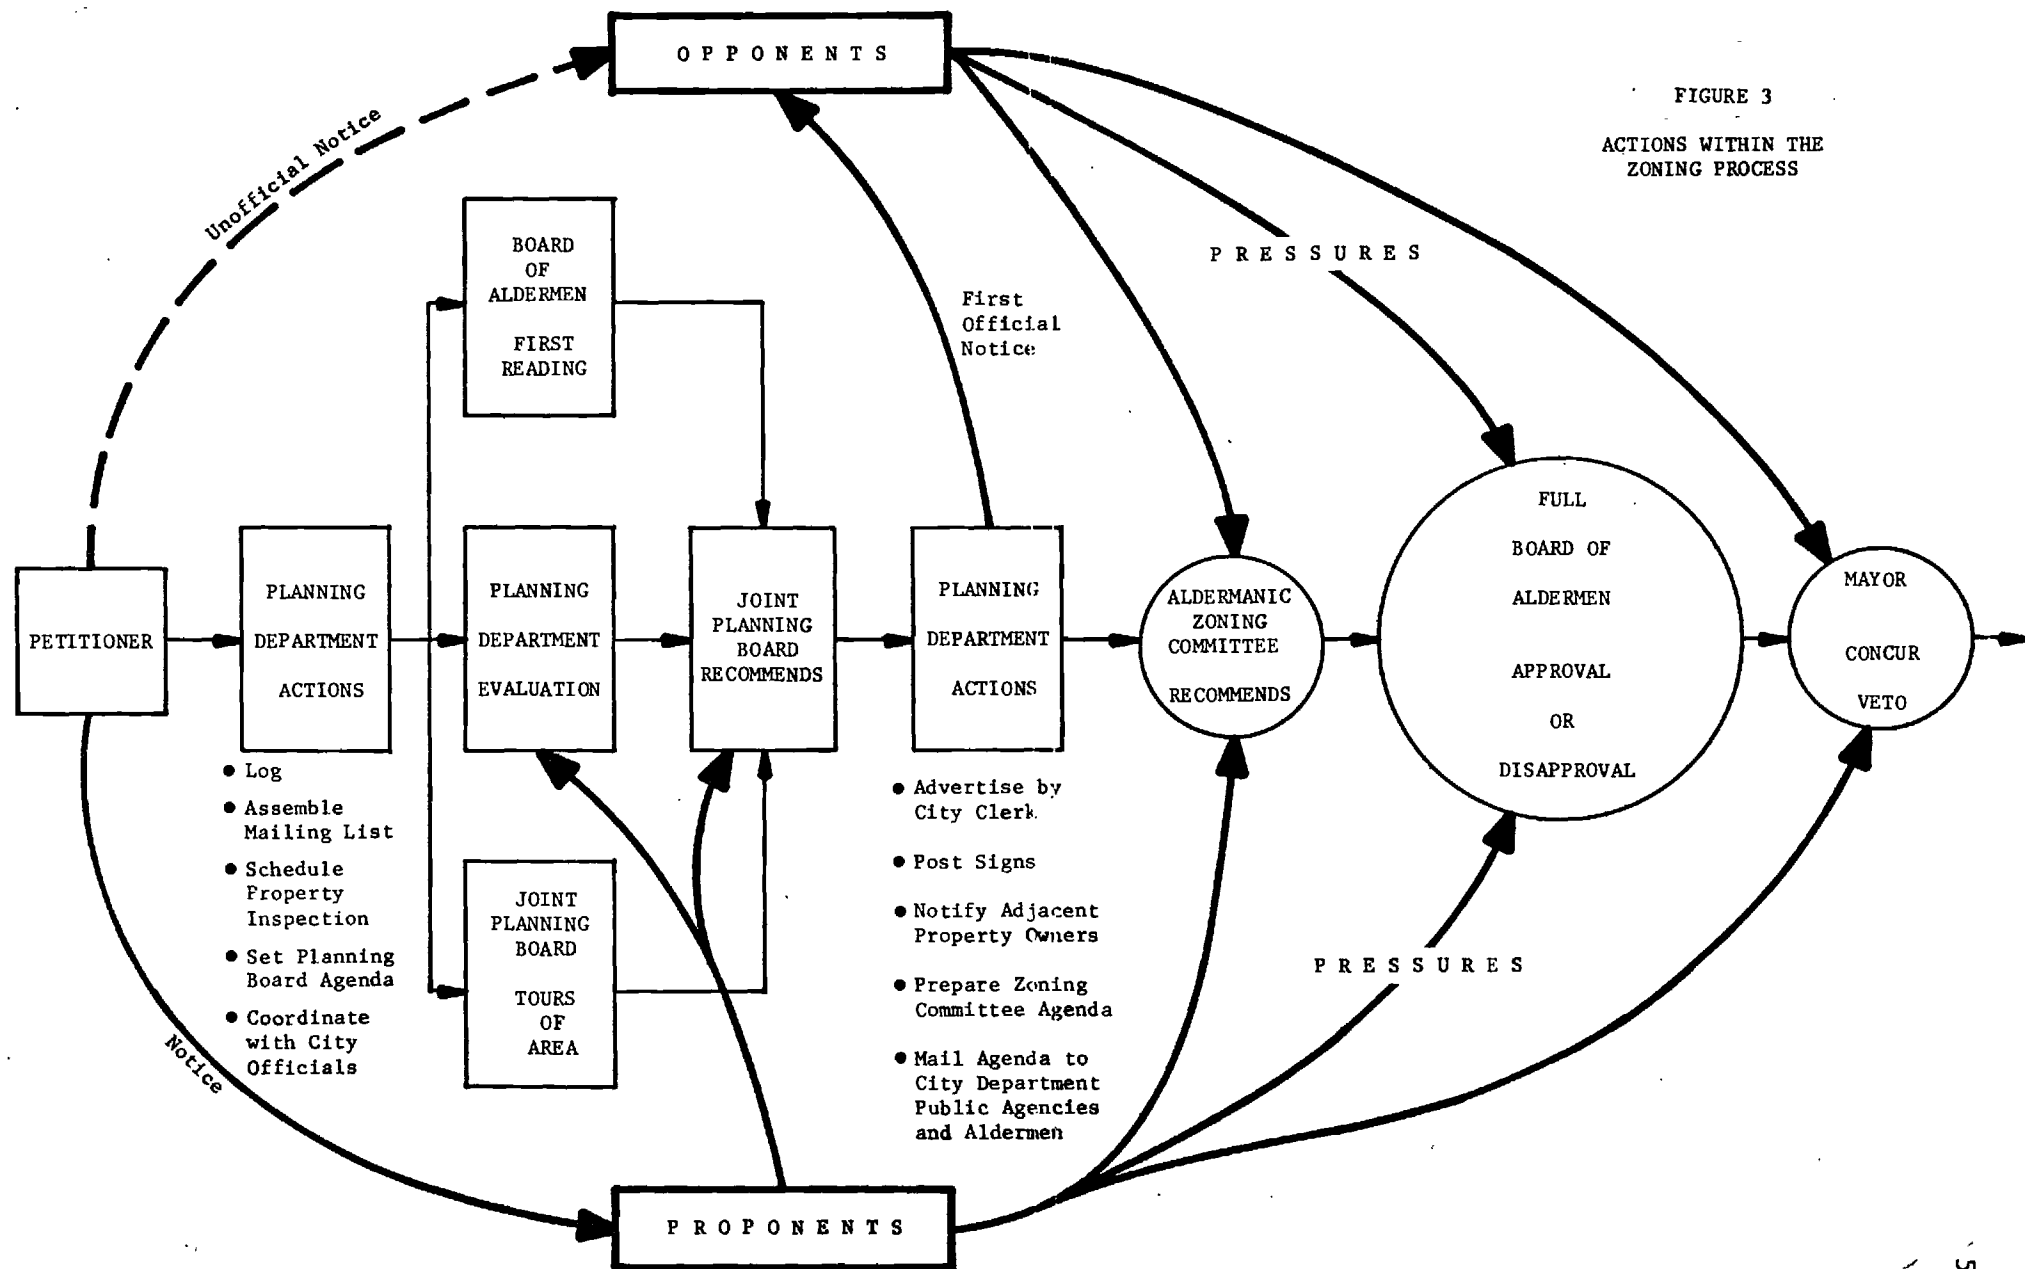 O P P O N E N T S
FIGURE 3
ACTIONS WITHIN THE
ZONING PROCESS
Unofficial Notice
BOARD
OF
ALDERMEN
FIRST
READING
P R E S S U R E S
First
Official
Notice
PETITIONER
PLANNING
DEPARTMENT
ACTIONS
PLANNING
DEPARTMENT
EVALUATION
JOINT
PLANNING
BOARD
RECOMMENDS
PLANNING
DEPARTMENT
ACTIONS
ALDERMANIC
ZONING
COMMITTEE
RECOMMENDS
FULL
BOARD OF
ALDERMEN
APPROVAL
OR
DISAPPROVAL
MAYOR
CONCUR
VETO
● Log
● Assemble
Mailing List
● Schedule
Property
Inspection
● Set Planning
Board Agenda
● Coordinate
with City
Officials
JOINT
PLANNING
BOARD
TOURS
OF
AREA
● Advertise by
City Clerk
● Post Signs
● Notify Adjacent
Property Owners
● Prepare Zoning
Committee Agenda
● Mail Agenda to
City Department
Public Agencies
and Aldermen
P R E S S U R E S
Notice
P R O P O N E N T S
5